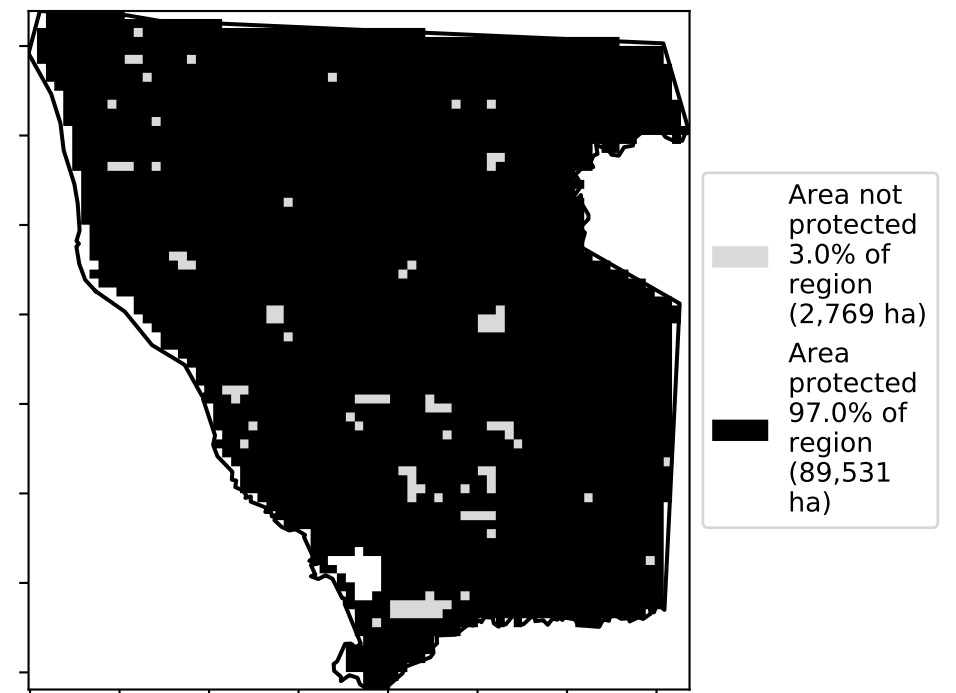 Area not
protected
3.0% of
region
(2,769 ha)
Area
protected
97.0% of
region
(89,531
ha)